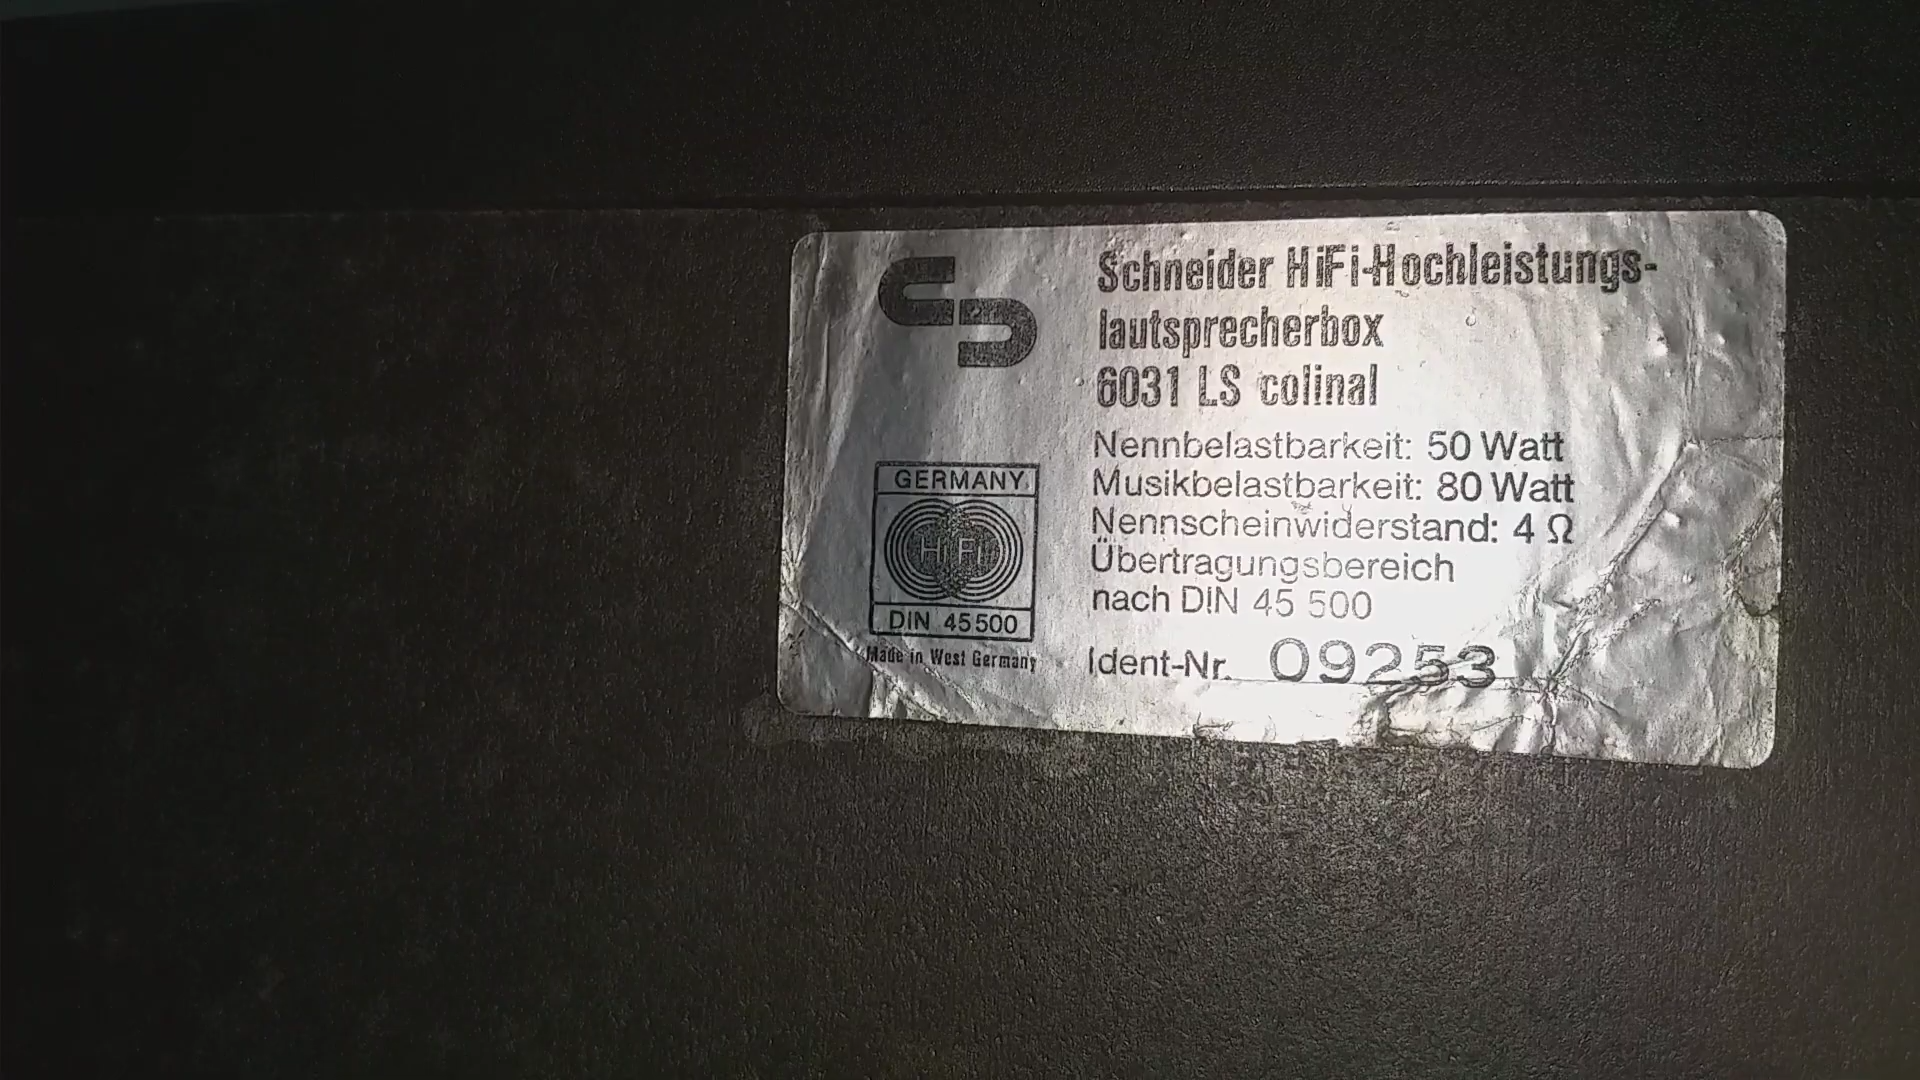 Schneider HiFi-Hochleistungs-
lautsprecherbox
6031 LS colinal
Nennbelastbarkeit: 50 Watt
Musikbelastbarkeit: 80 Watt
Nennscheinwiderstand: 4 Ω
Übertragungsbereich
nach DIN 45 500
Ident-Nr. 09253
GERMANY
HiFi
DIN 45500
Made in West Germany